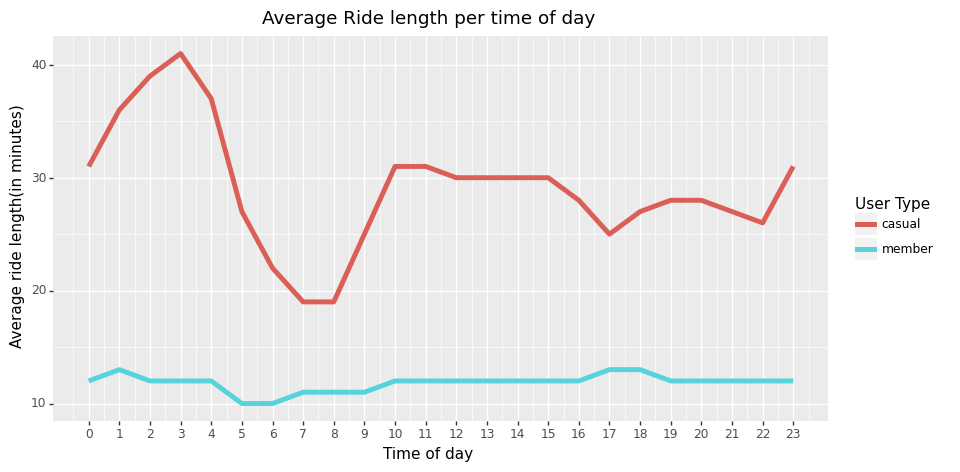 Average Ride length per time of day
Average ride length(in minutes)
40
30
20
10
0 1 2 3 4 5 6 7 8 9 10 11 12 13 14 15 16 17 18 19 20 21 22 23
Time of day
User Type
casual
member